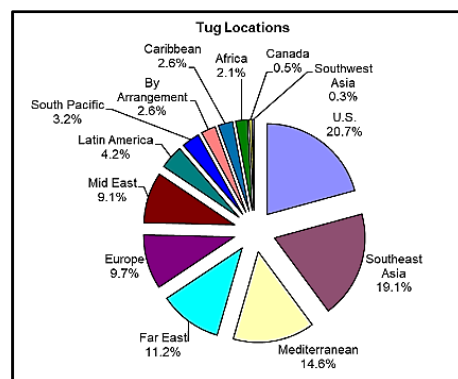 Tug Locations
Caribbean
2.6%
Africa
2.1%
Canada
0.5%
Southwest
Asia
0.3%
U.S.
20.7%
Southeast
Asia
19.1%
Mediterranean
14.6%
Far East
11.2%
Europe
9.7%
Mid East
9.1%
Latin America
4.2%
South Pacific
3.2%
By
Arrangement
2.6%